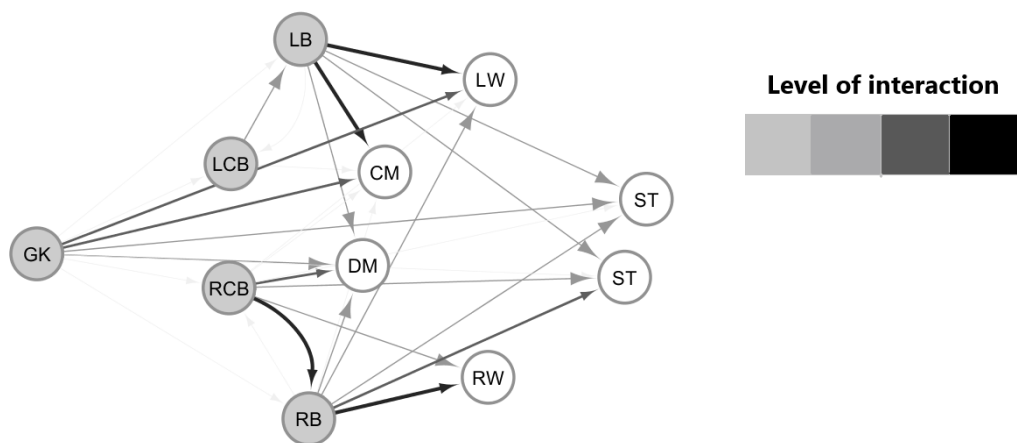 LB
LW
Level of interaction
LCB
CM
ST
GK
RCB
DM
ST
RW
RB